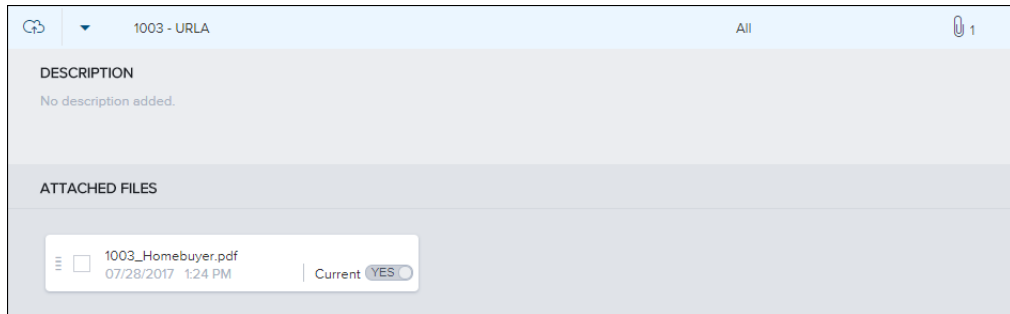 1003 - URLA All 1
DESCRIPTION
No description added.
ATTACHED FILES
1003_Homebuyer.pdf
07/28/2017 1:24 PM Current YES